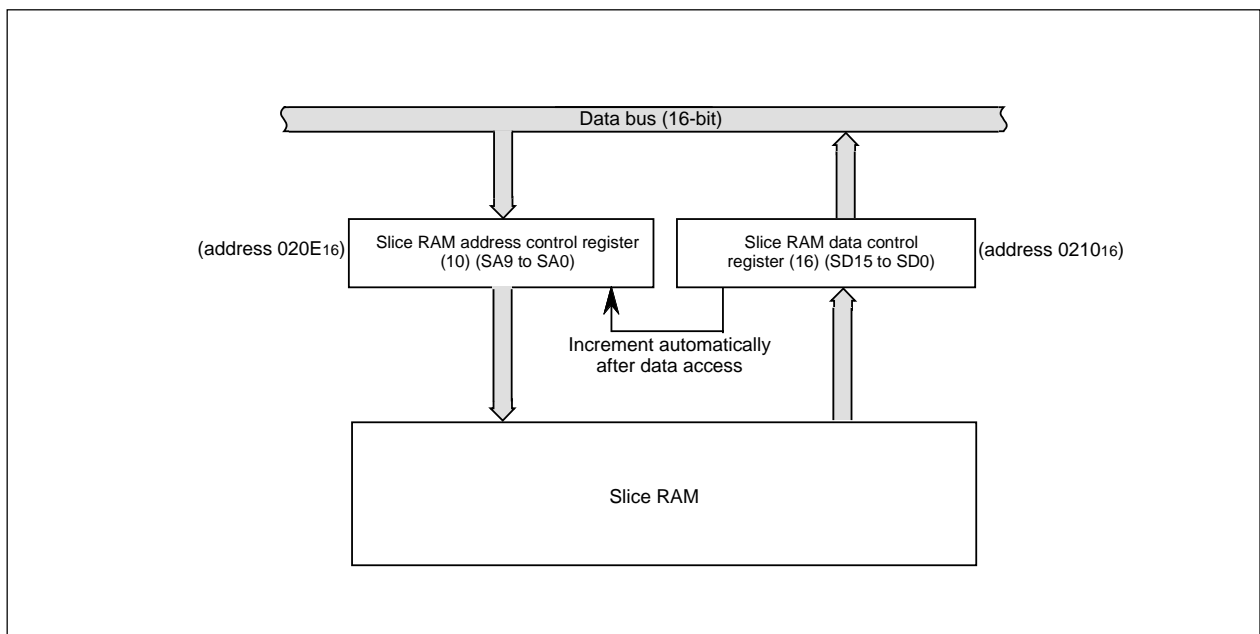 Data bus (16-bit)
(address 020E16)
Slice RAM address control register
(10) (SA9 to SA0)
Slice RAM data control
register (16) (SD15 to SD0)
(address 021016)
Increment automatically
after data access
Slice RAM